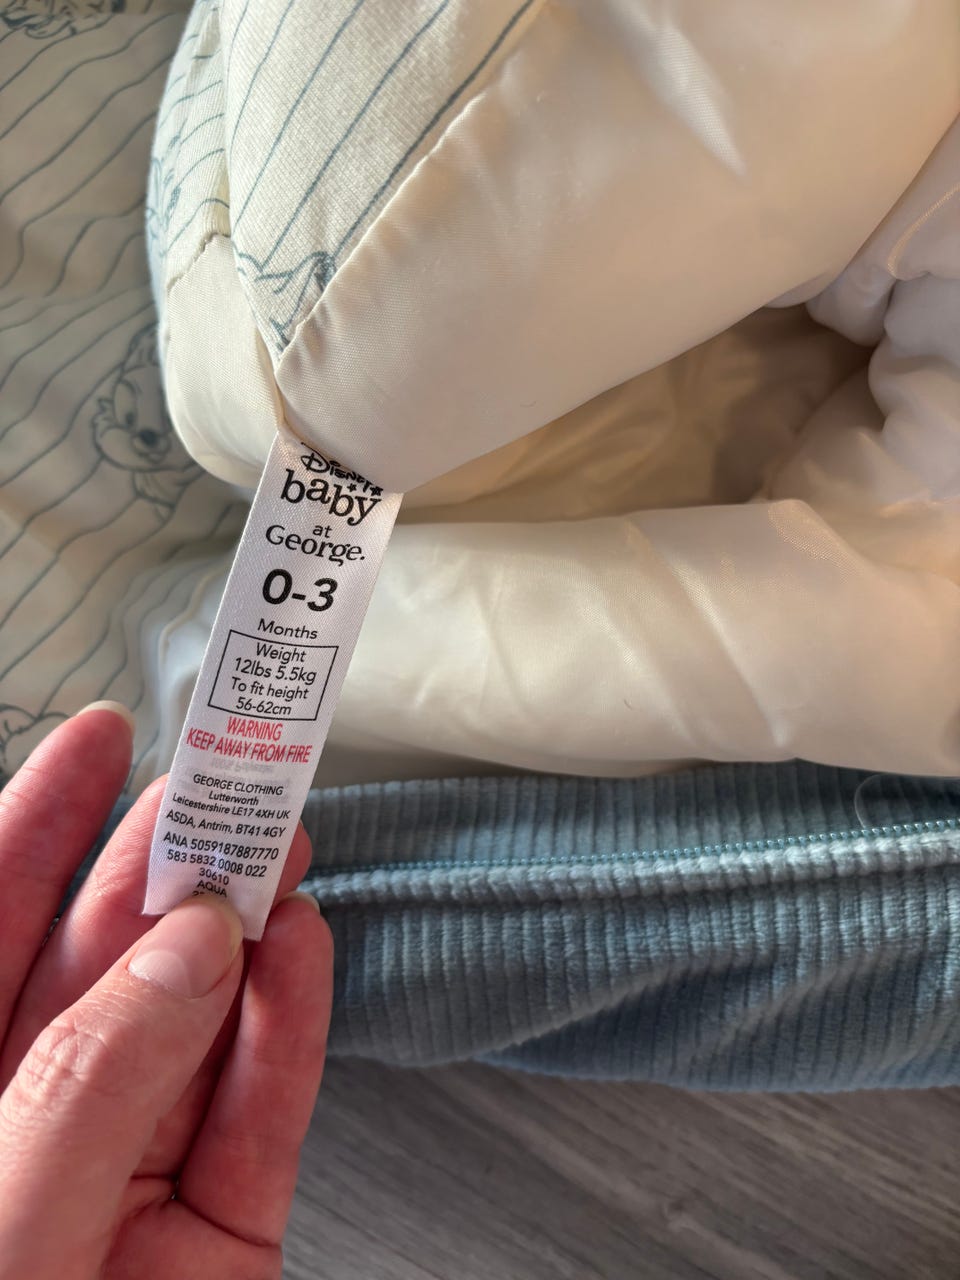 Disney
baby
at
George.
0-3
Months
Weight
12lbs 5.5kg
To fit height
56-62cm
WARNING
KEEP AWAY FROM FIRE
GEORGE CLOTHING
Lutterworth
Leicestershire LE17 4XH UK
ASDA, Antrim, BT41 4GY
ANA 5059187887770
583 5832 0008 022
30610
AQUA